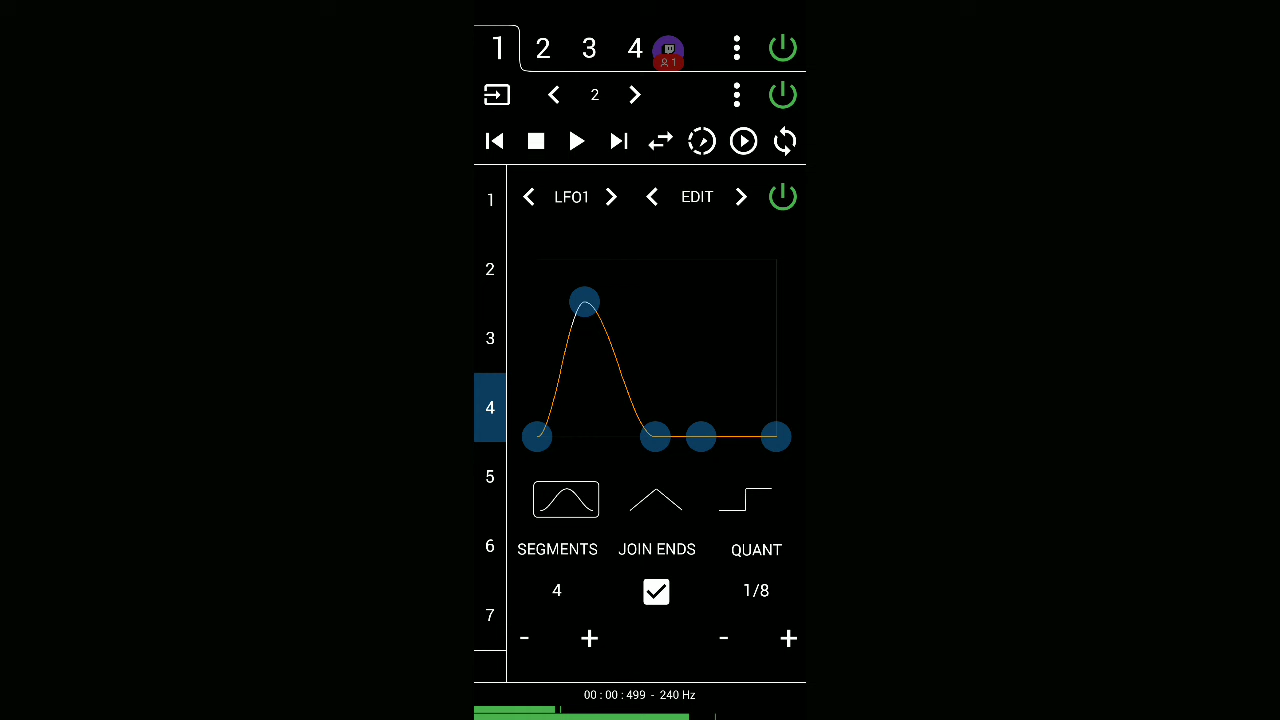 1 2 3 4
1
2
1 LFO1 EDIT
2
3
4
5
SEGMENTS JOIN ENDS QUANT
6
4 1/8
7
- + - +
00 : 00 : 499 - 240 Hz